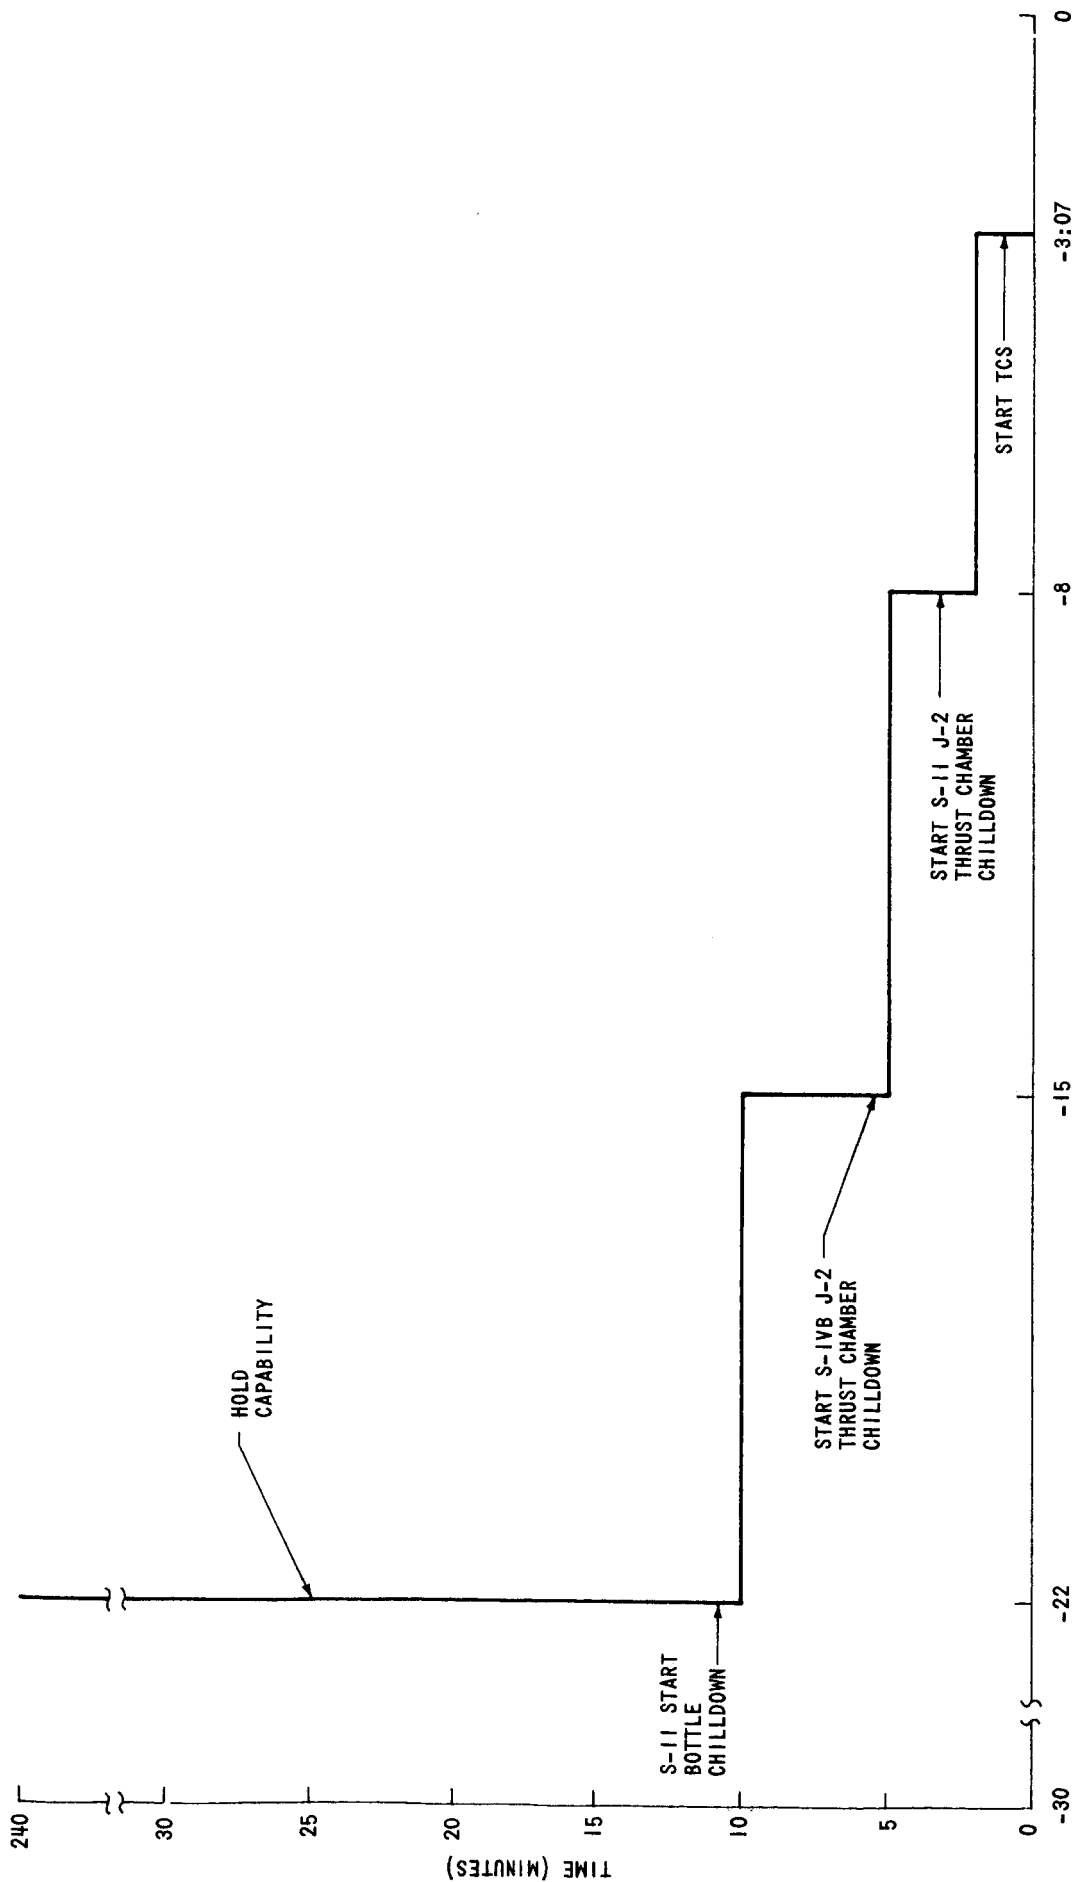 TIME (MINUTES)
240
30
25
20
15
10
5
0
HOLD
CAPABILITY
S-II START
BOTTLE
CHILLDOWN
START S-IVB J-2
THRUST CHAMBER
CHILLDOWN
START S-II J-2
THRUST CHAMBER
CHILLDOWN
START TCS
-30
-22
-15
-8
-3:07
0